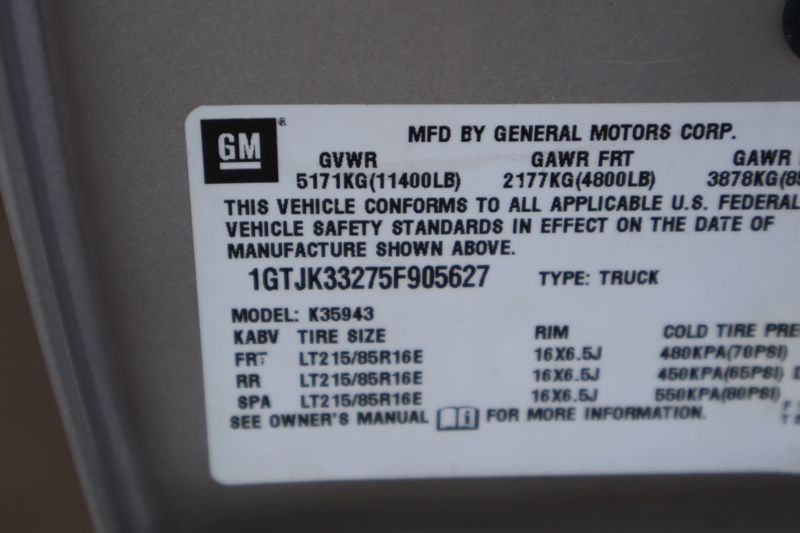 GM®
MFD BY GENERAL MOTORS CORP.
GVWR GAWR FRT GAWR
5171KG(11400LB) 2177KG(4800LB) 3878KG(8
THIS VEHICLE CONFORMS TO ALL APPLICABLE U.S. FEDERAL
VEHICLE SAFETY STANDARDS IN EFFECT ON THE DATE OF
MANUFACTURE SHOWN ABOVE.
1GTJK33275F905627 TYPE: TRUCK
MODEL: K35943
KABV TIRE SIZE RIM COLD TIRE PRE
FRT LT215/85R16E 16X6.5J 480KPA(70PSI)
RR LT215/85R16E 16X6.5J 450KPA(65PSI)
SPA LT215/85R16E 16X6.5J 550KPA(80PSI)
SEE OWNER'S MANUAL FOR MORE INFORMATION.